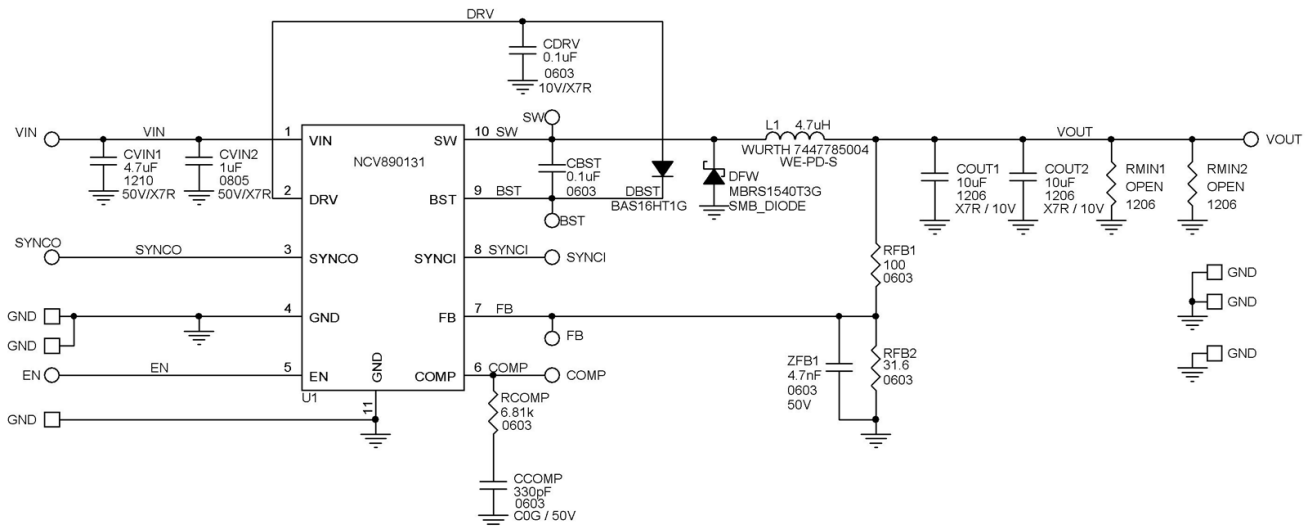 DRV
CDRV
0.1uF
0603
10V/X7R
VIN
VIN
CVIN1
4.7uF
1210
50V/X7R
CVIN2
1uF
0805
50V/X7R
1
VIN
NCV890131
SW
10 SW
SW
CBST
0.1uF
0603
2
DRV
BST
9 BST
BST
DBST
BAS16HT1G
DFW
MBRS1540T3G
SMB_DIODE
L1 4.7uH
WURTH 7447785004
WE-PD-S
VOUT
VOUT
COUT1
10uF
1206
X7R / 10V
COUT2
10uF
1206
X7R / 10V
RMIN1
OPEN
1206
RMIN2
OPEN
1206
SYNCO
SYNCO
3
SYNCO
SYNCI
8 SYNCI
SYNCI
RFB1
100
0603
GND
GND
GND
GND
GND
4
GND
FB
7 FB
FB
ZFB1
4.7nF
0603
50V
RFB2
31.6
0603
EN
EN
5
EN
GND
COMP
6 COMP
COMP
U1
11
GND
RCOMP
6.81k
0603
CCOMP
330pF
0603
C0G / 50V